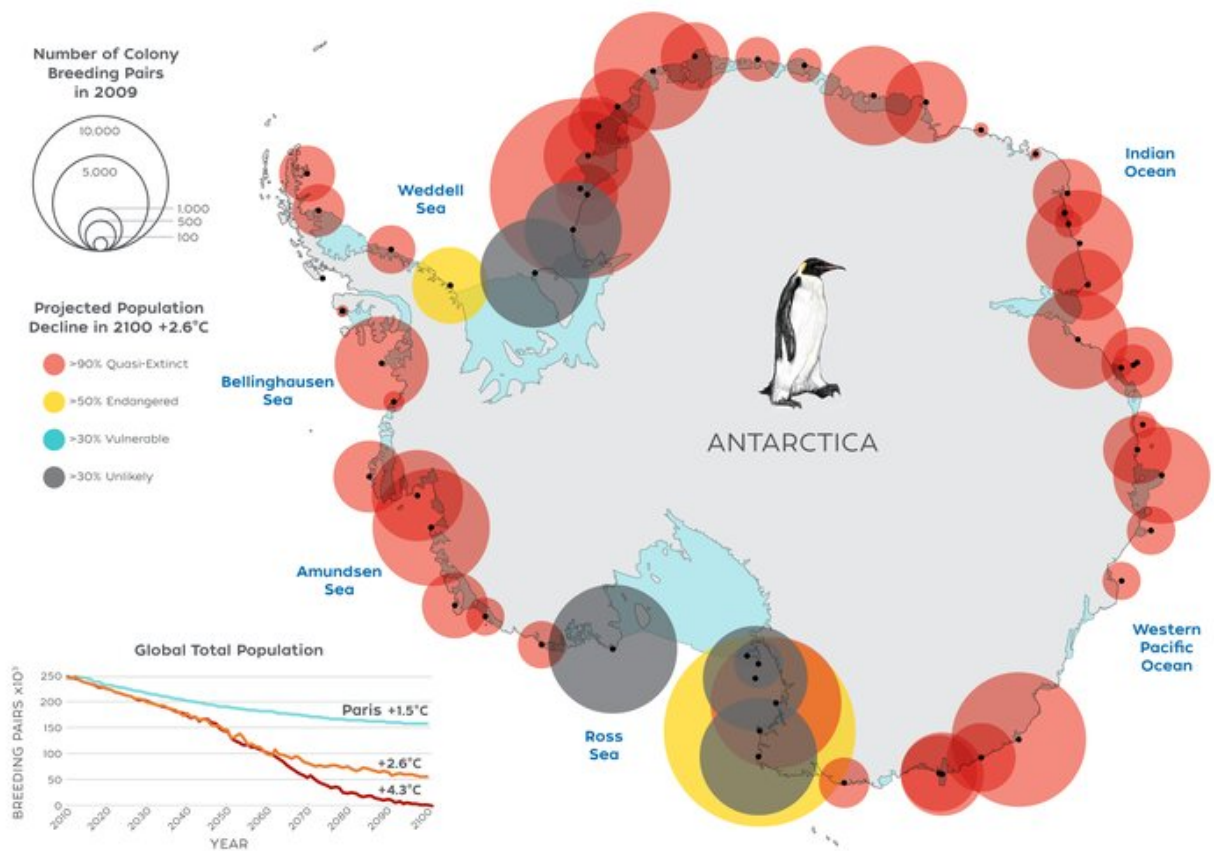 Number of Colony
Breeding Pairs
in 2009
10,000
5,000
1,000
500
100
Projected Population
Decline in 2100 +2.6°C
>90% Quasi-Extinct
>50% Endangered
>30% Vulnerable
>30% Unlikely
Weddell
Sea
Indian
Ocean
Bellinghausen
Sea
ANTARCTICA
Amundsen
Sea
Ross
Sea
Western
Pacific
Ocean
Global Total Population
BREEDING PAIRS x10³
250
200
150
100
50
0
Paris +1.5°C
+2.6°C
+4.3°C
2010
2020
2030
2040
2050
2060
2070
2080
2090
2100
YEAR